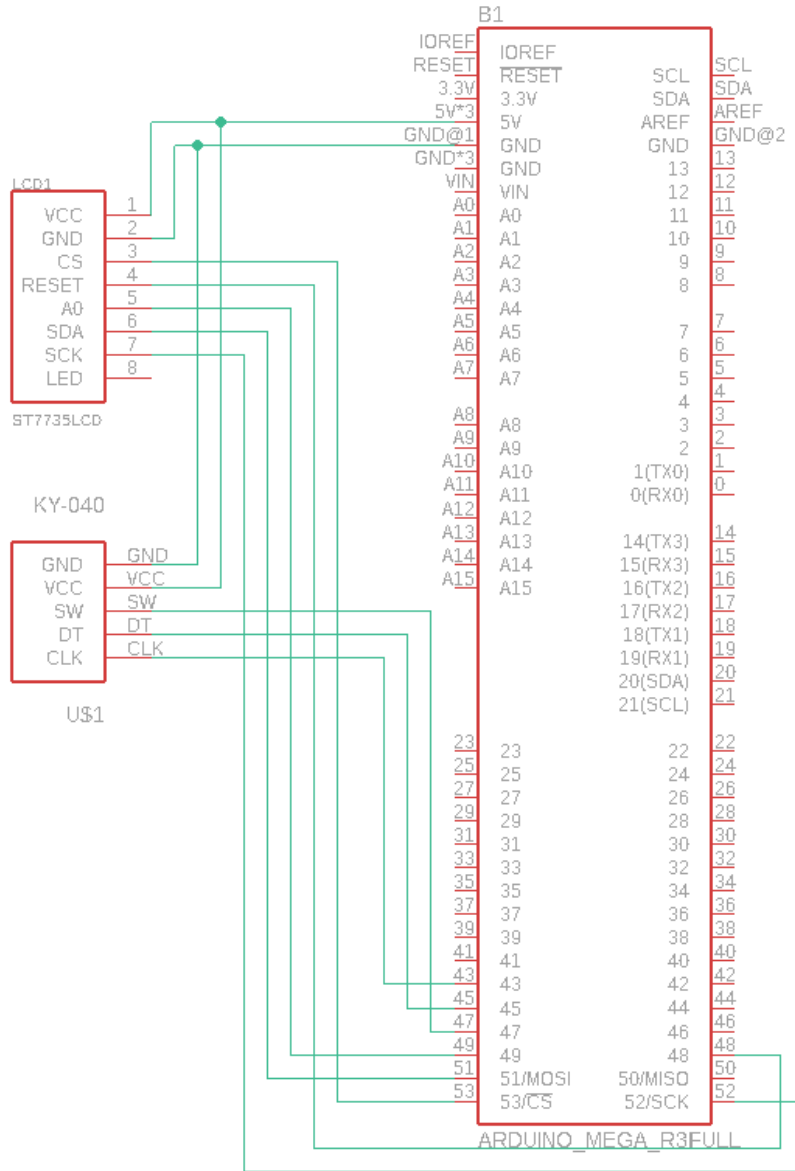 B1
IOREF
RESET
3.3V
5V*3
GND@1
GND*3
VIN
A0
A1
A2
A3
A4
A5
A6
A7
A8
A9
A10
A11
A12
A13
A14
A15
23
25
27
29
31
33
35
37
39
41
43
45
47
49
51
53
IOREF
RESET
3.3V
5V
GND
GND
VIN
A0
A1
A2
A3
A4
A5
A6
A7
A8
A9
A10
A11
A12
A13
A14
A15
23
25
27
29
31
33
35
37
39
41
43
45
47
49
51/MOSI
53/CS
SCL
SDA
AREF
GND
13
12
11
10
9
8
7
6
5
4
3
2
1(TX0)
0(RX0)
14(TX3)
15(RX3)
16(TX2)
17(RX2)
18(TX1)
19(RX1)
20(SDA)
21(SCL)
22
24
26
28
30
32
34
36
38
40
42
44
46
48
50/MISO
52/SCK
SCL
SDA
AREF
GND@2
13
12
11
10
9
8
7
6
5
4
3
2
1
0
14
15
16
17
18
19
20
21
22
24
26
28
30
32
34
36
38
40
42
44
46
48
50
52
ARDUINO_MEGA_R3FULL
LCD1
VCC 1
GND 2
CS 3
RESET 4
A0 5
SDA 6
SCK 7
LED 8
ST7735LCD
KY-040
GND GND
VCC VCC
SW SW
DT DT
CLK CLK
U$1